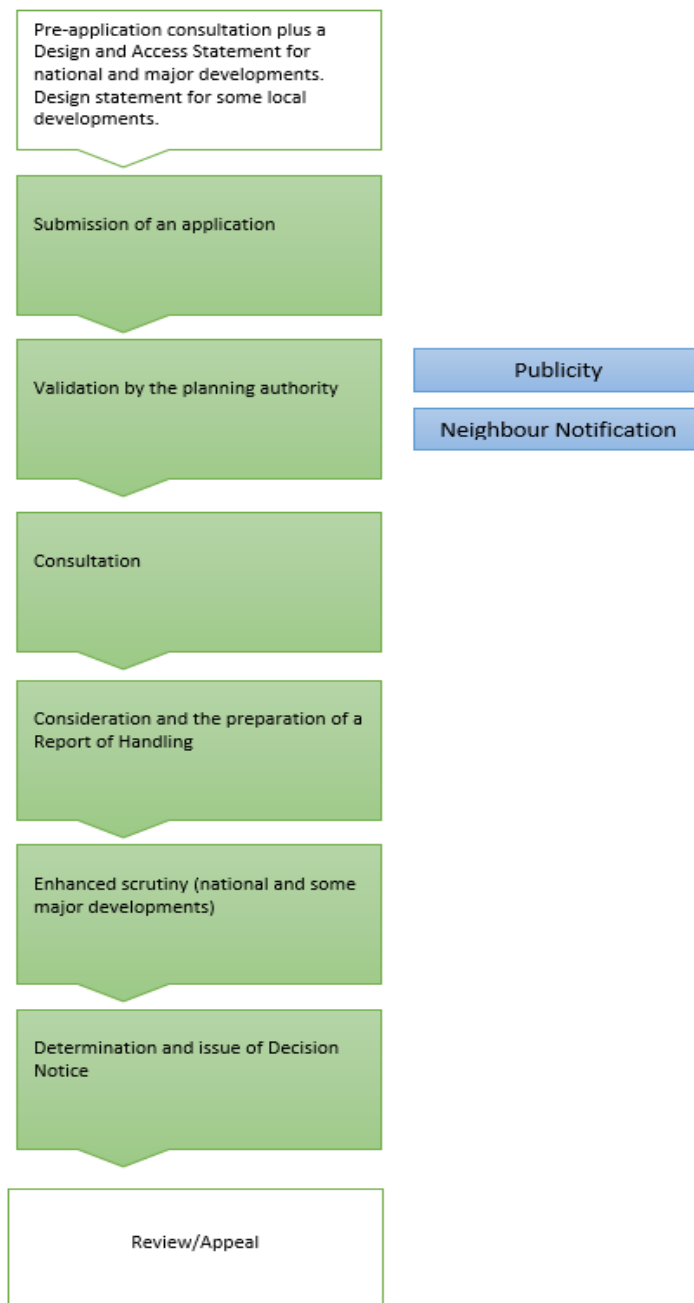 Pre-application consultation plus a
Design and Access Statement for
national and major developments.
Design statement for some local
developments.
Submission of an application
Validation by the planning authority
Publicity
Neighbour Notification
Consultation
Consideration and the preparation of a
Report of Handling
Enhanced scrutiny (national and some
major developments)
Determination and issue of Decision
Notice
Review/Appeal